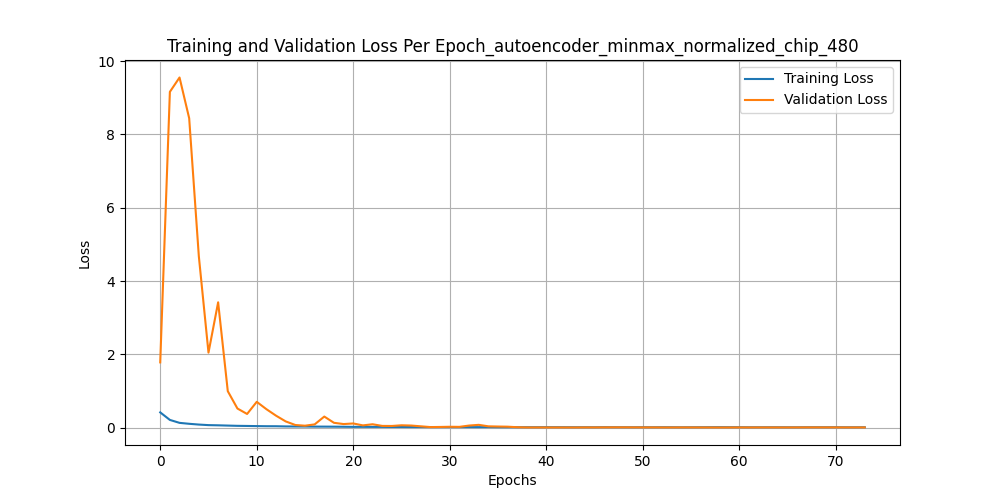 Training and Validation Loss Per Epoch_autoencoder_minmax_normalized_chip_480
Training Loss
Validation Loss
Loss
10
8
6
4
2
0
0 10 20 30 40 50 60 70
Epochs